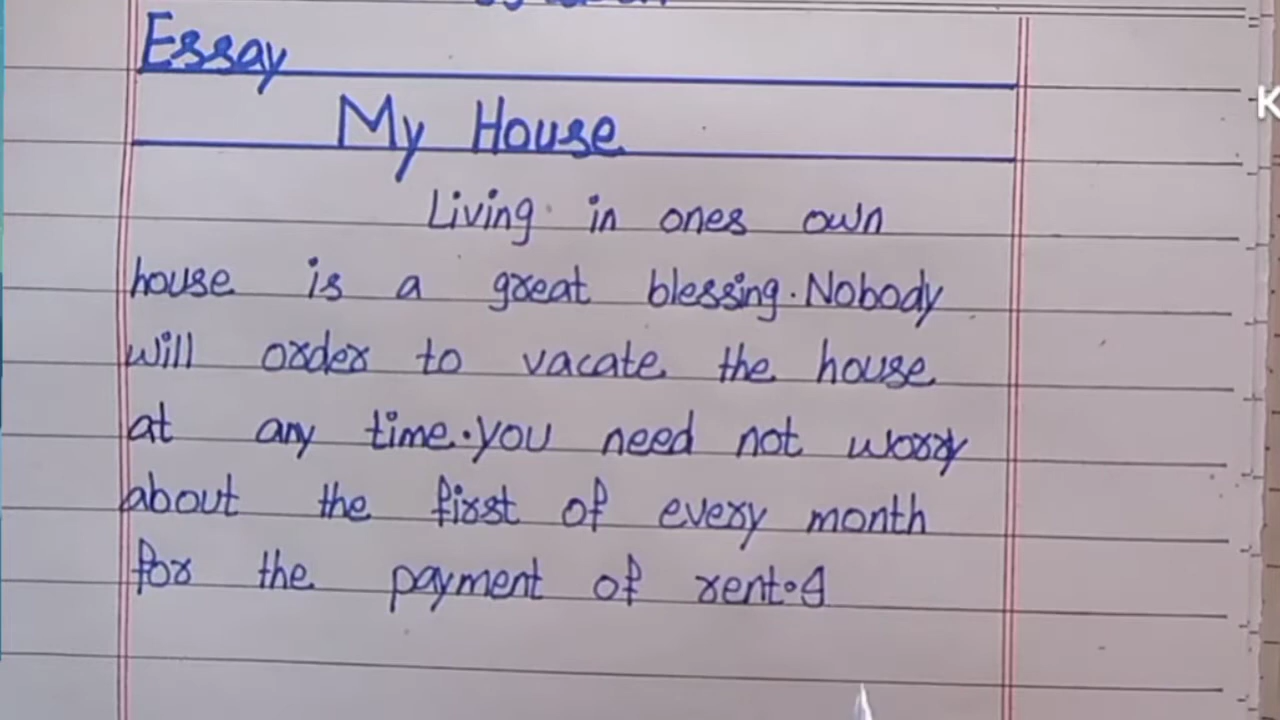 Essay
My House
Living in ones own
house is a great blessing. Nobody
will order to vacate the house
at any time. you need not worry
about the first of every month
for the payment of rent.
K